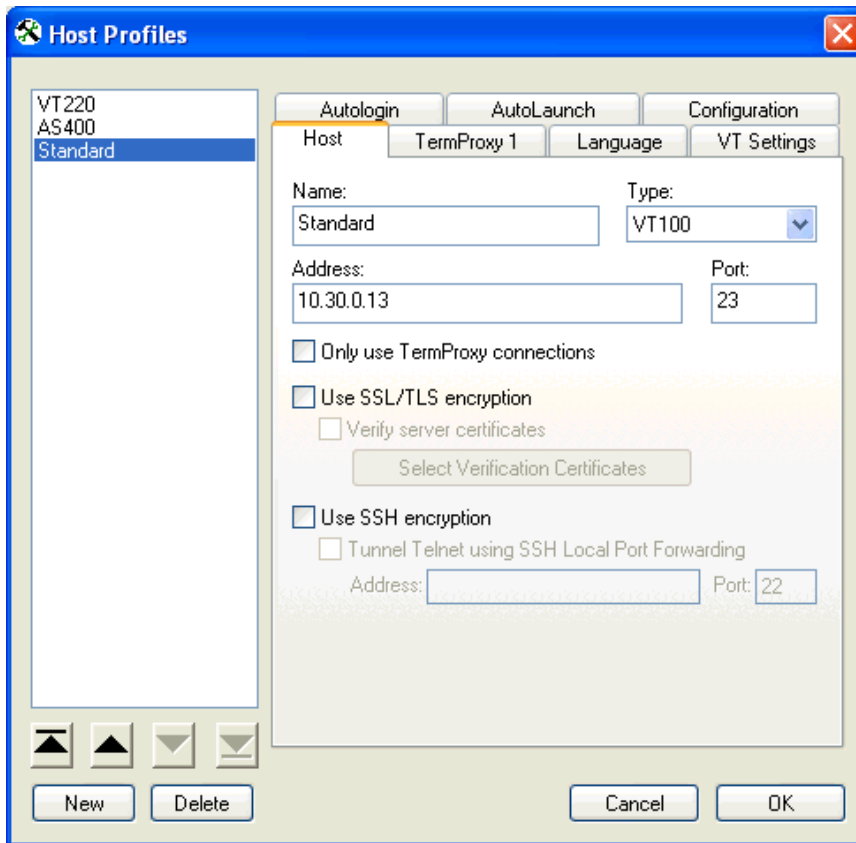 Host Profiles
VT220
AS400
Standard
Autologin AutoLaunch Configuration
Host TermProxy 1 Language VT Settings
Name: Type:
Standard VT100
Address: Port:
10.30.0.13 23
Only use TermProxy connections
Use SSL/TLS encryption
Verify server certificates
Select Verification Certificates
Use SSH encryption
Tunnel Telnet using SSH Local Port Forwarding
Address: Port: 22
New Delete Cancel OK